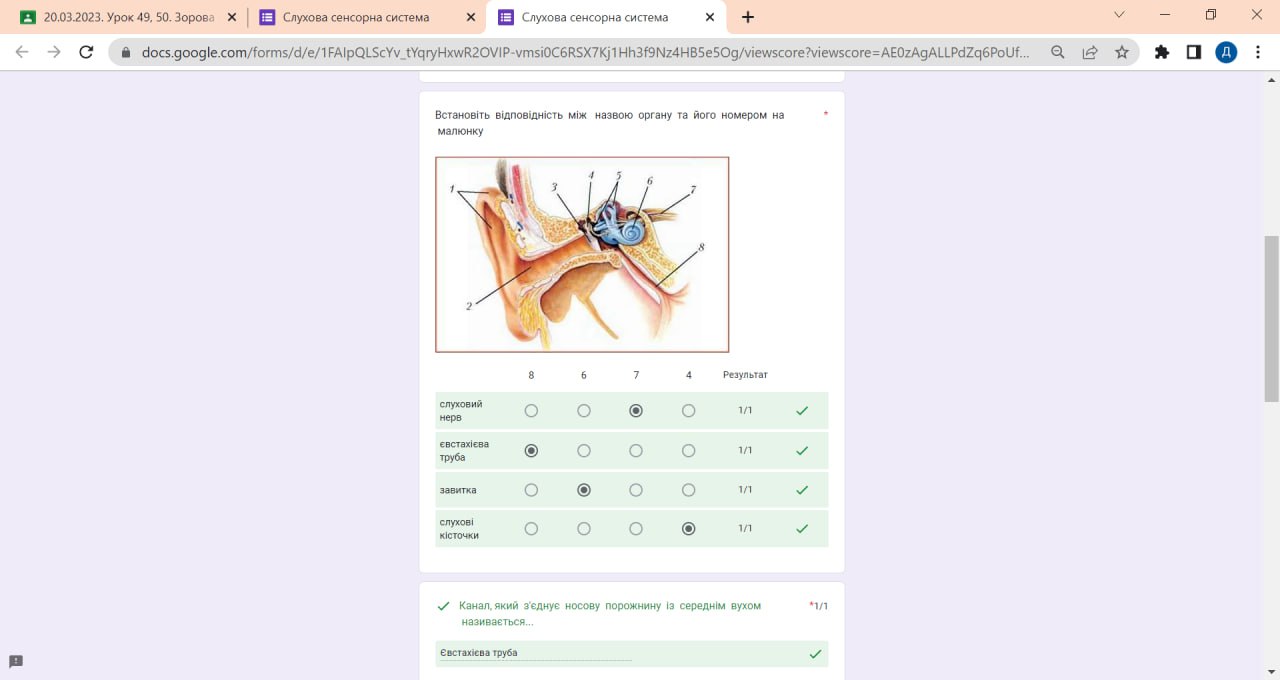 20.03.2023. Урок 49, 50. Зорова
Слухова сенсорна система
Слухова сенсорна система
docs.google.com/forms/d/e/1FAIpQLScYv_tYqryHxwR2OVIP-vmsi0C6RSX7Kj1Hh3f9Nz4HB5e5Og/viewscore?viewscore=AE0zAgALLPdZq6PoUf...
Д
Встановіть відповідність між назвою органу та його номером на *
малюнку
1
3
4
5
6
7
8
2
8 6 7 4 Результат
слуховий
нерв
1/1
євстахієва
труба
1/1
завитка 1/1
слухові
кісточки
1/1
Канал, який з'єднує носову порожнину із середнім вухом *1/1
називається...
Євстахієва труба